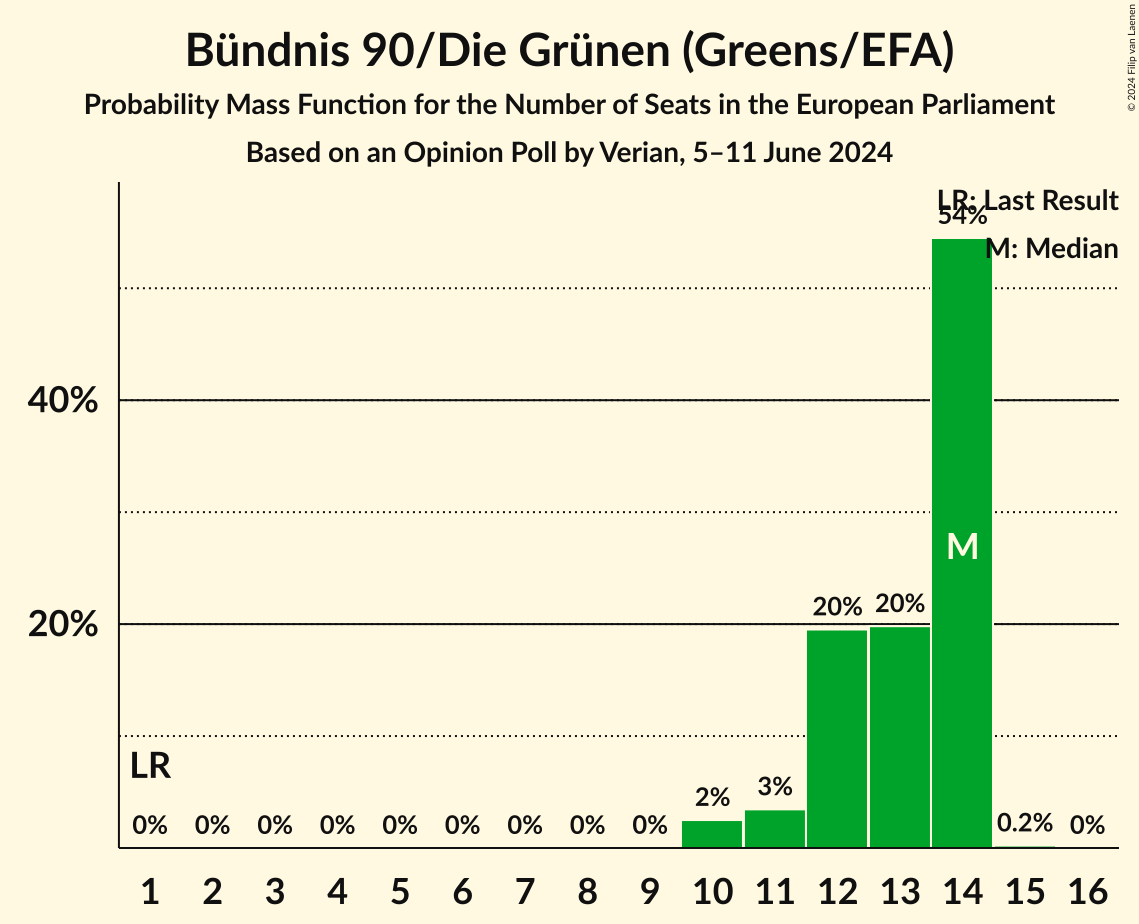 Bündnis 90/Die Grünen (Greens/EFA)
Probability Mass Function for the Number of Seats in the European Parliament
Based on an Opinion Poll by Verian, 5–11 June 2024
© 2024 Filip van Laenen
LR: Last Result
54%
M: Median
40%
M
20%
20% 20%
LR
0% 0% 0% 0% 0% 0% 0% 0% 0% 2% 3% 0.2% 0%
1 2 3 4 5 6 7 8 9 10 11 12 13 14 15 16